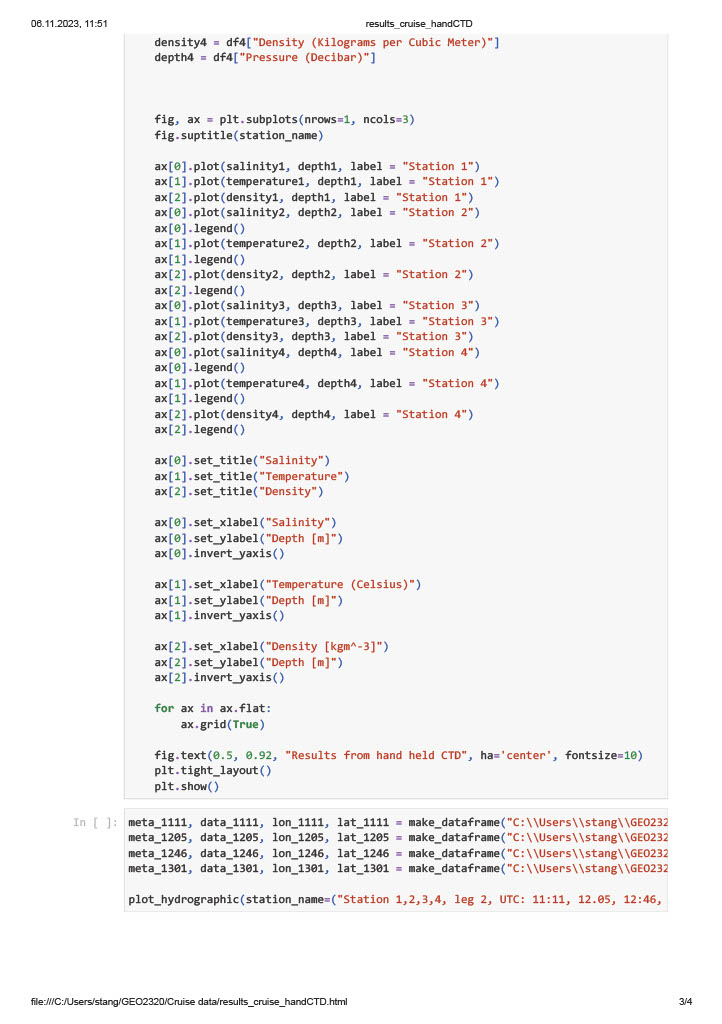 06.11.2023, 11:51 results_cruise_handCTD
density4 = df4["Density (Kilograms per Cubic Meter)"]
depth4 = df4["Pressure (Decibar)"]
fig, ax = plt.subplots(nrows=1, ncols=3)
fig.suptitle(station_name)
ax[0].plot(salinity1, depth1, label = "Station 1")
ax[1].plot(temperature1, depth1, label = "Station 1")
ax[2].plot(density1, depth1, label = "Station 1")
ax[0].plot(salinity2, depth2, label = "Station 2")
ax[0].legend()
ax[1].plot(temperature2, depth2, label = "Station 2")
ax[1].legend()
ax[2].plot(density2, depth2, label = "Station 2")
ax[2].legend()
ax[0].plot(salinity3, depth3, label = "Station 3")
ax[1].plot(temperature3, depth3, label = "Station 3")
ax[2].plot(density3, depth3, label = "Station 3")
ax[0].plot(salinity4, depth4, label = "Station 4")
ax[0].legend()
ax[1].plot(temperature4, depth4, label = "Station 4")
ax[1].legend()
ax[2].plot(density4, depth4, label = "Station 4")
ax[2].legend()
ax[0].set_title("Salinity")
ax[1].set_title("Temperature")
ax[2].set_title("Density")
ax[0].set_xlabel("Salinity")
ax[0].set_ylabel("Depth [m]")
ax[0].invert_yaxis()
ax[1].set_xlabel("Temperature (Celsius)")
ax[1].set_ylabel("Depth [m]")
ax[1].invert_yaxis()
ax[2].set_xlabel("Density [kgm^-3]")
ax[2].set_ylabel("Depth [m]")
ax[2].invert_yaxis()
for ax in ax.flat:
    ax.grid(True)
fig.text(0.5, 0.92, "Results from hand held CTD", ha='center', fontsize=10)
plt.tight_layout()
plt.show()
In [ ]: meta_1111, data_1111, lon_1111, lat_1111 = make_dataframe("C:\\Users\\stang\\GEO232
meta_1205, data_1205, lon_1205, lat_1205 = make_dataframe("C:\\Users\\stang\\GEO232
meta_1246, data_1246, lon_1246, lat_1246 = make_dataframe("C:\\Users\\stang\\GEO232
meta_1301, data_1301, lon_1301, lat_1301 = make_dataframe("C:\\Users\\stang\\GEO232
plot_hydrographic(station_name=("Station 1,2,3,4, leg 2, UTC: 11:11, 12.05, 12:46,
file:///C:/Users/stang/GEO2320/Cruise data/results_cruise_handCTD.html 3/4